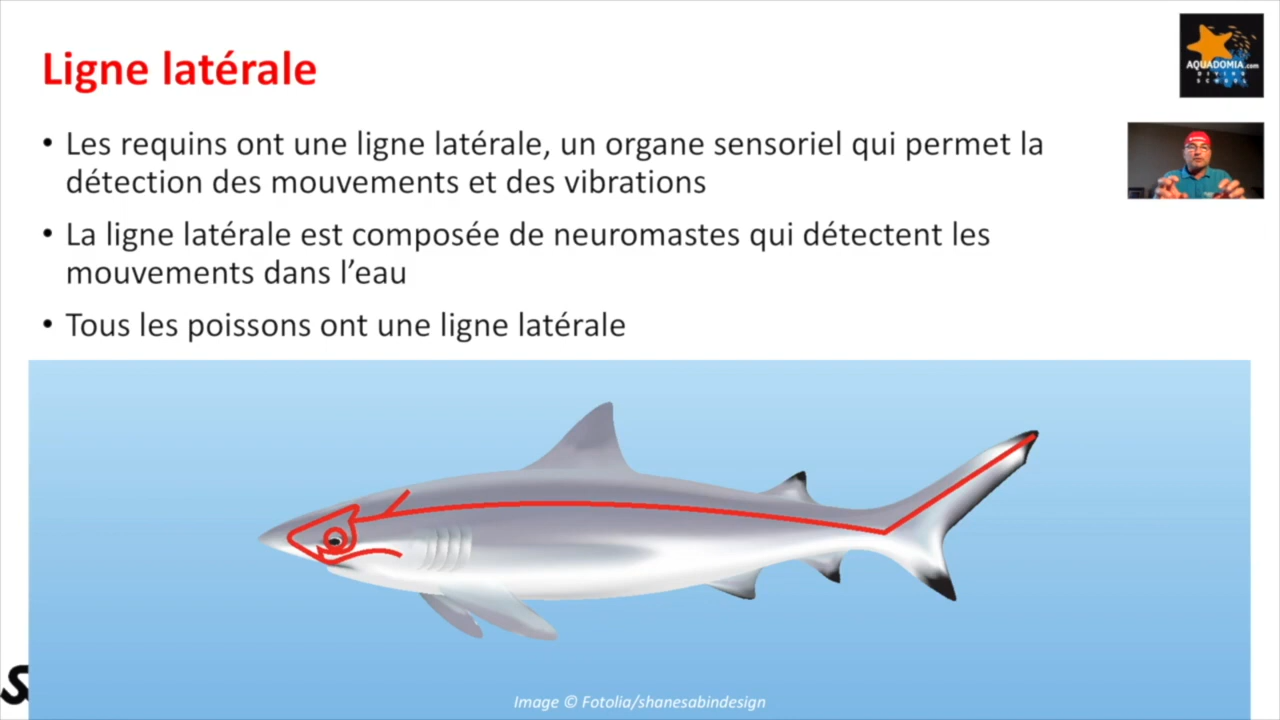 Ligne latérale
AQUADOMIA.com
DIVING
SCHOOL
• Les requins ont une ligne latérale, un organe sensoriel qui permet la
détection des mouvements et des vibrations
• La ligne latérale est composée de neuromastes qui détectent les
mouvements dans l’eau
• Tous les poissons ont une ligne latérale
Image © Fotolia/shanesabindesign